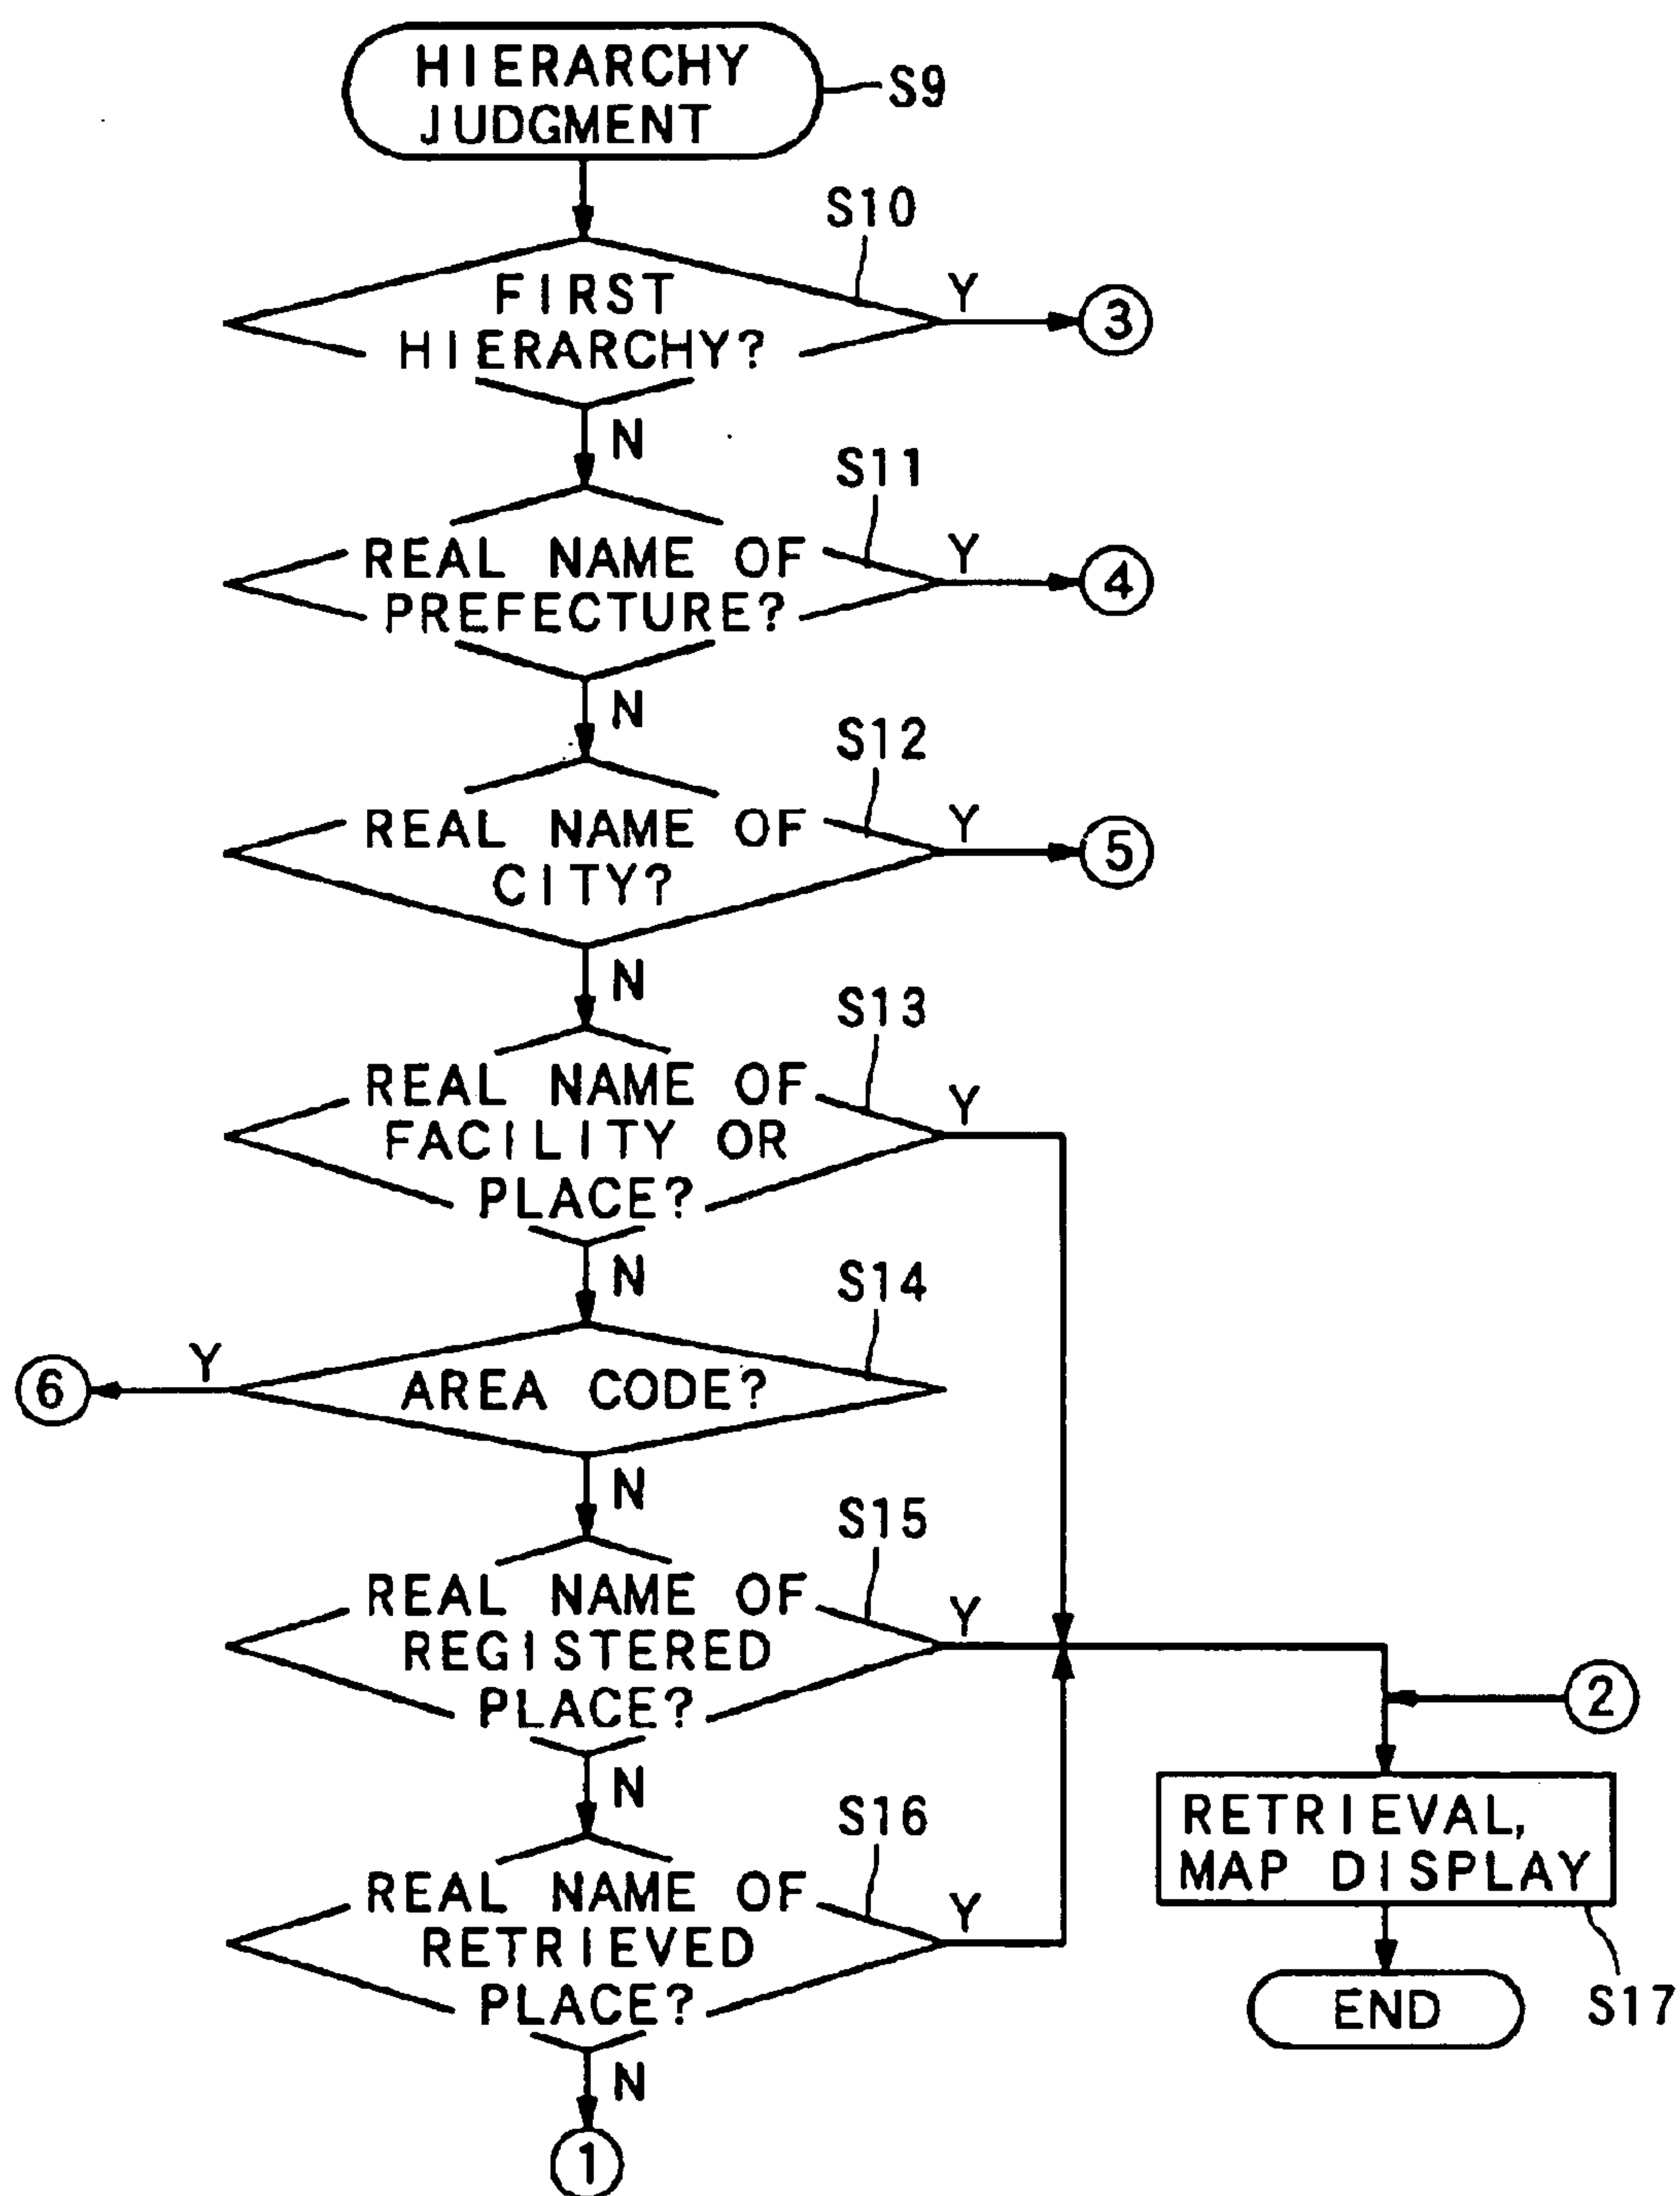 HIERARCHY
JUDGMENT
S9
S10
FIRST
HIERARCHY?
Y
3
N
S11
REAL NAME OF
PREFECTURE?
Y
4
N
S12
REAL NAME OF
CITY?
Y
5
N
S13
REAL NAME OF
FACILITY OR
PLACE?
Y
N
S14
AREA CODE?
Y
6
N
S15
REAL NAME OF
REGISTERED
PLACE?
Y
2
N
S16
REAL NAME OF
RETRIEVED
PLACE?
Y
N
1
RETRIEVAL,
MAP DISPLAY
S17
END